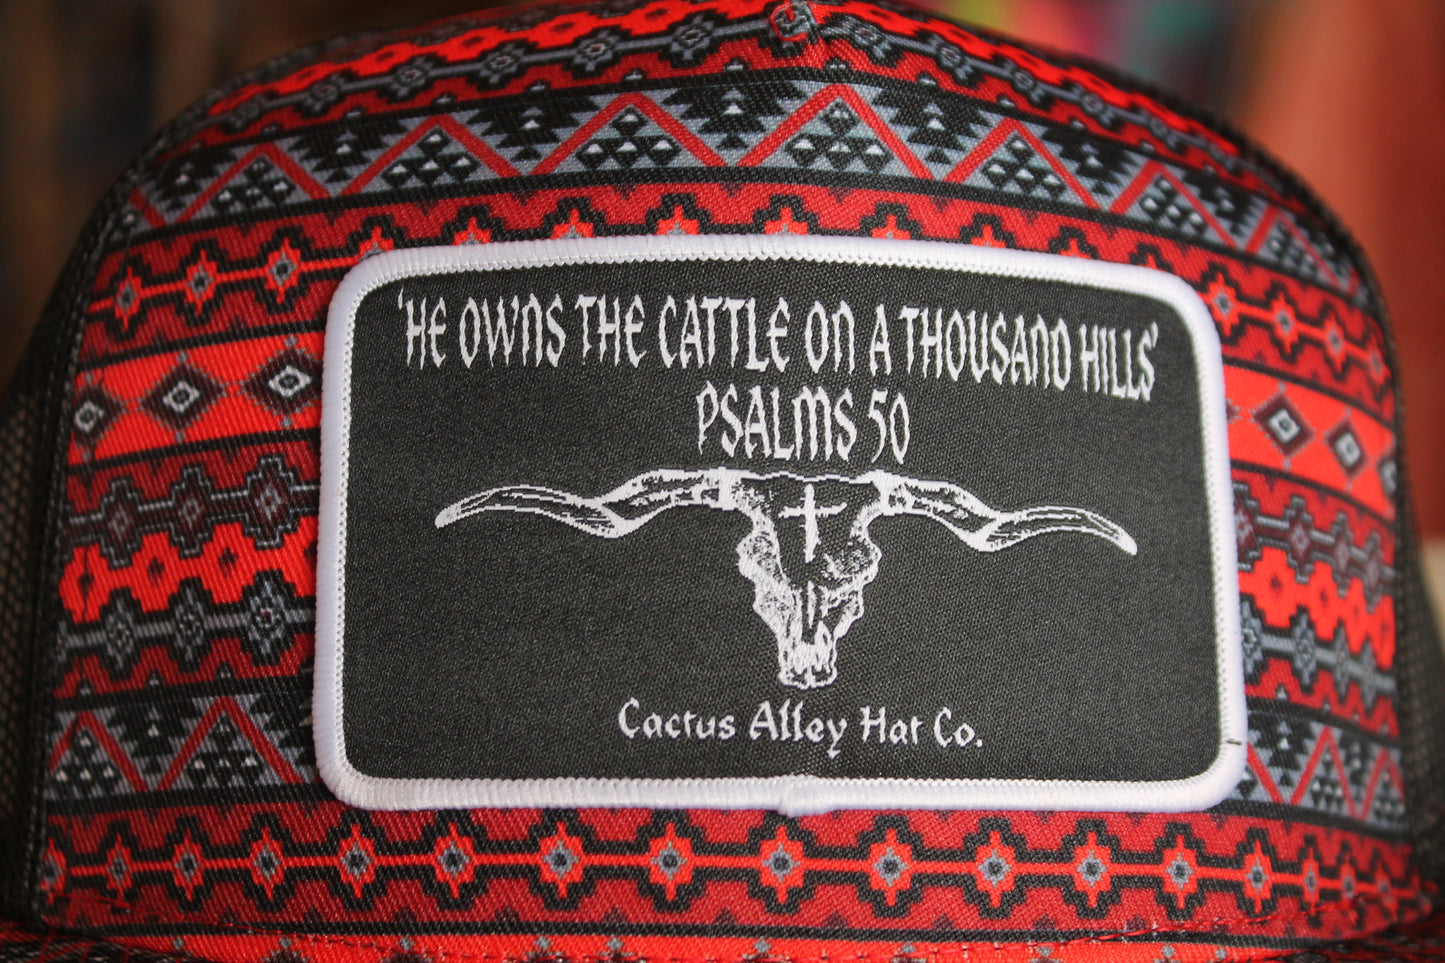 'HE OWNS THE CATTLE ON A THOUSAND HILLS'
PSALMS 50
Cactus Alley Hat Co.